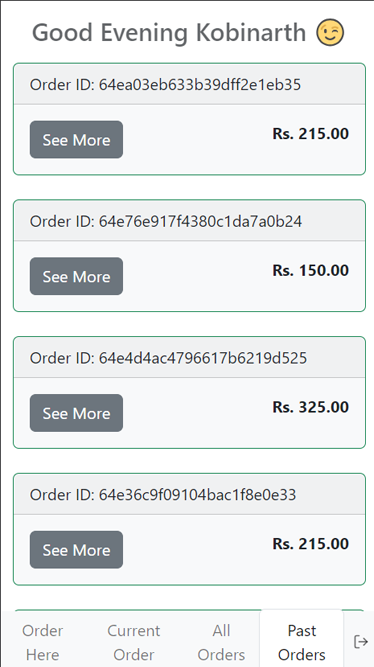 Good Evening Kobinarth 😉
Order ID: 64ea03eb633b39dff2e1eb35
See More
Rs. 215.00
Order ID: 64e76e917f4380c1da7a0b24
See More
Rs. 150.00
Order ID: 64e4d4ac4796617b6219d525
See More
Rs. 325.00
Order ID: 64e36c9f09104bac1f8e0e33
See More
Rs. 215.00
Order Here
Current Order
All Orders
Past Orders